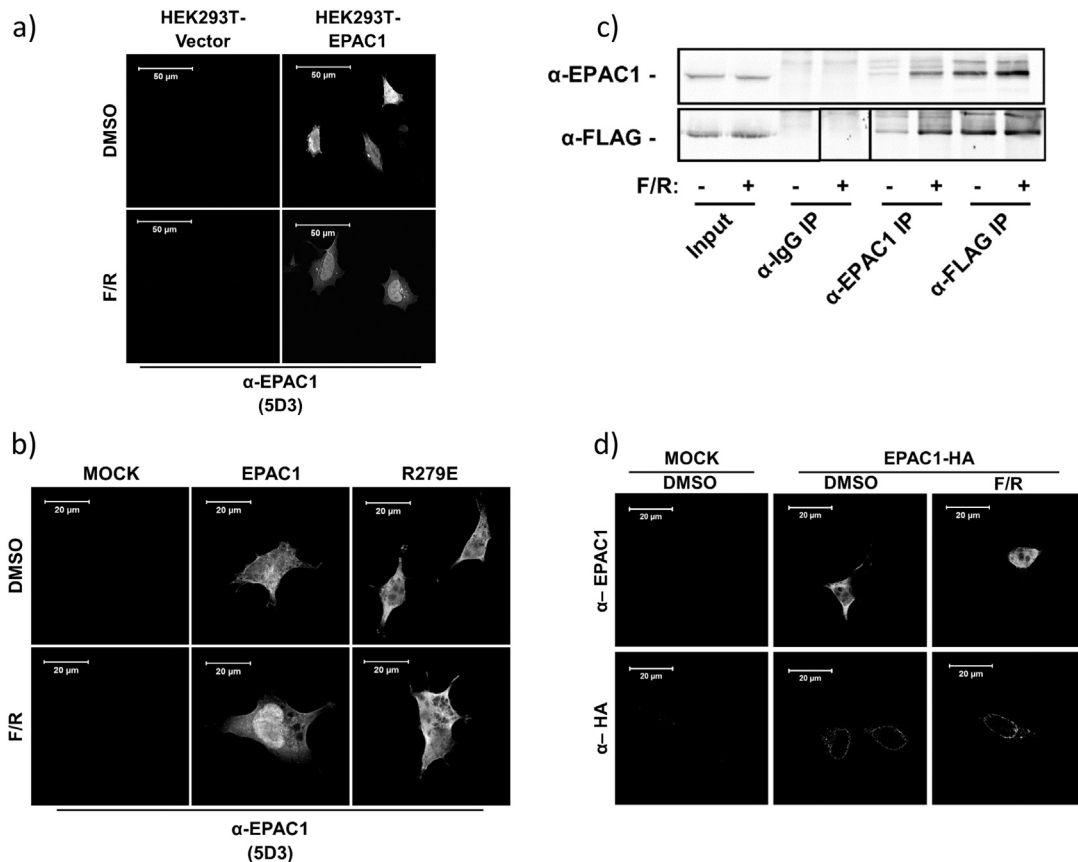 a)
HEK293T-
Vector
HEK293T-
EPAC1
DMSO
50 µm
50 µm
F/R
50 µm
50 µm
α-EPAC1
(5D3)
c)
α-EPAC1 -
α-FLAG -
F/R: - + - + - + - +
Input
α-IgG IP
α-EPAC1 IP
α-FLAG IP
b)
MOCK EPAC1 R279E
DMSO
20 µm 20 µm 20 µm
F/R
20 µm 20 µm 20 µm
α-EPAC1
(5D3)
d)
MOCK EPAC1-HA
DMSO DMSO F/R
α– EPAC1
20 µm 20 µm 20 µm
α– HA
20 µm 20 µm 20 µm